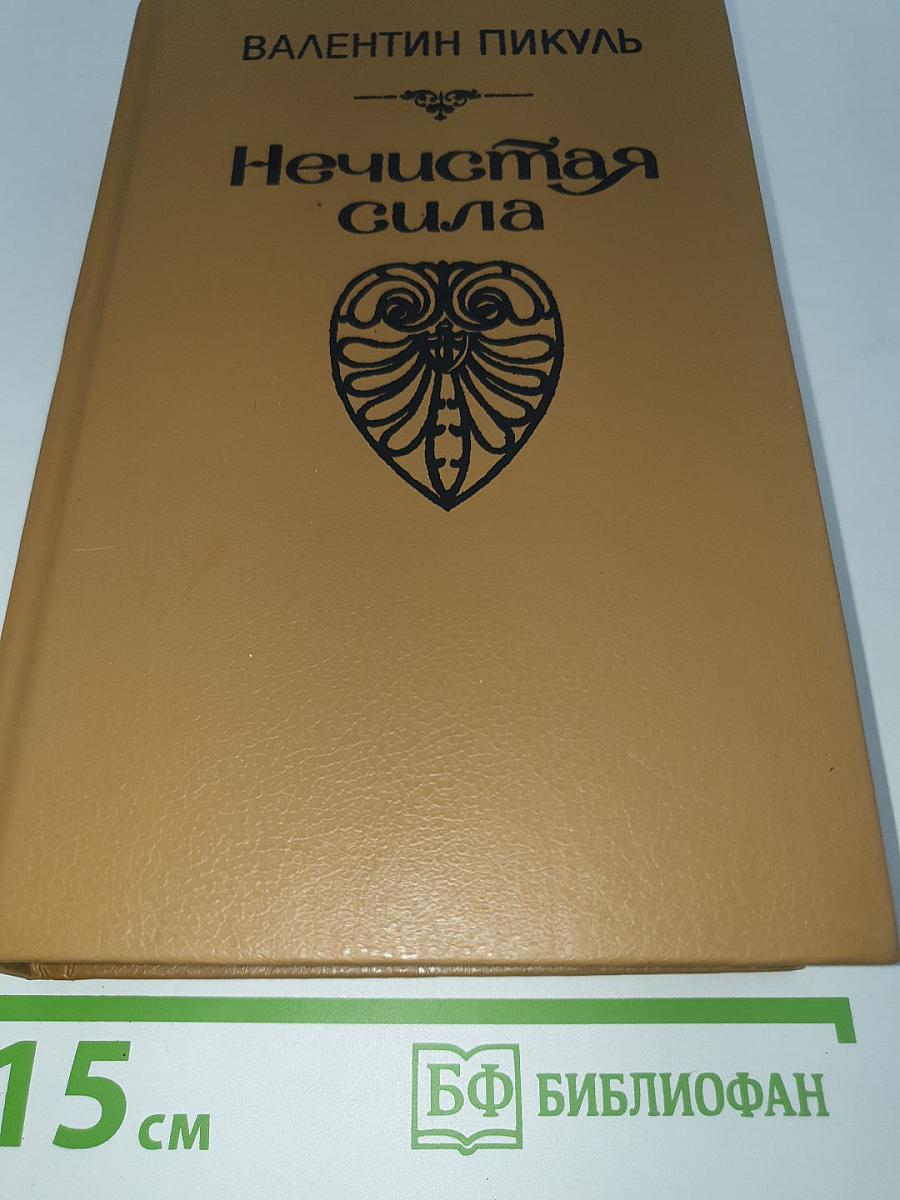 ВАЛЕНТИН ПИКУЛЬ
Нечистая
сила
15 см
БФ БИБЛИОФАН